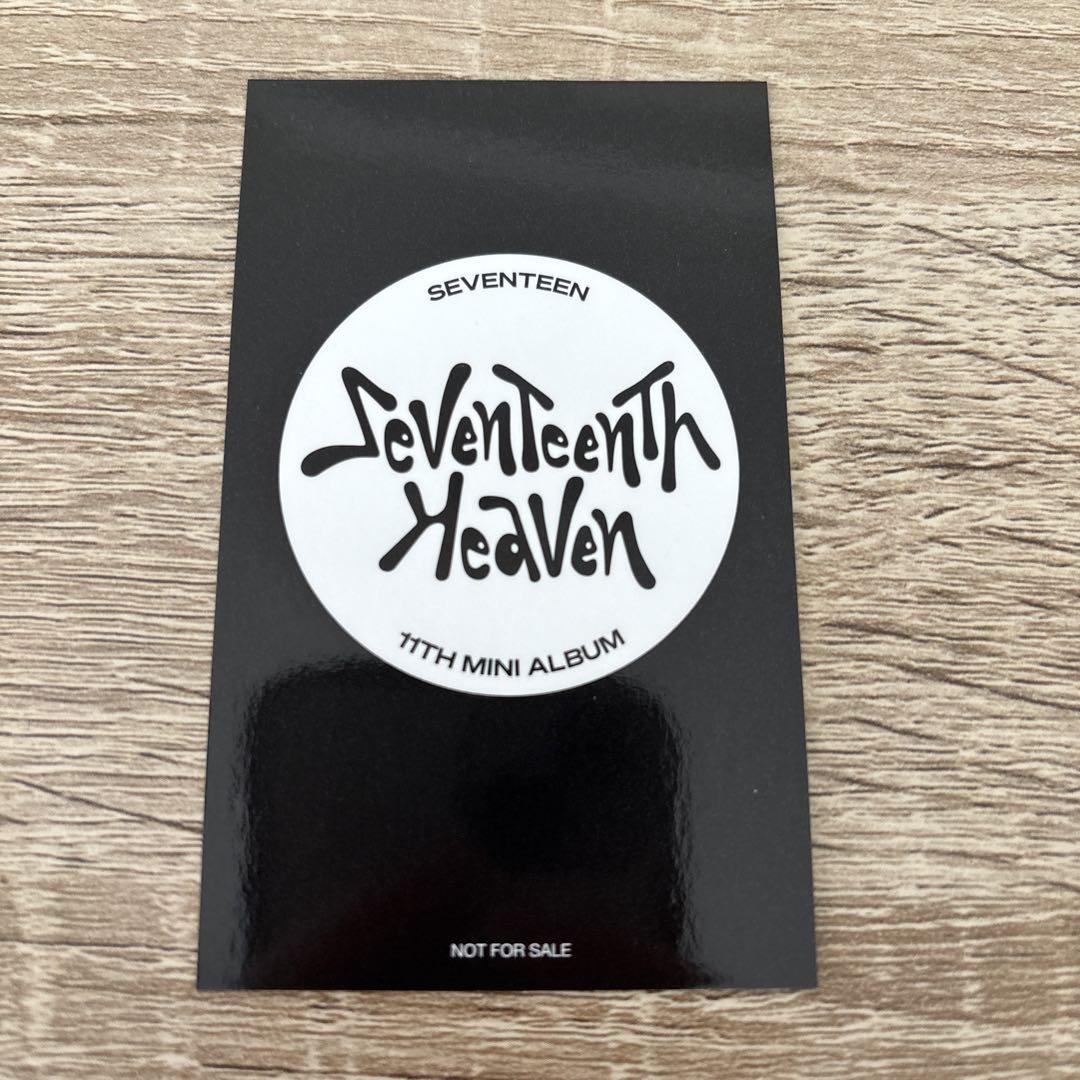 SEVENTEEN
SevenTeenTh
Heaven
11TH MINI ALBUM
NOT FOR SALE